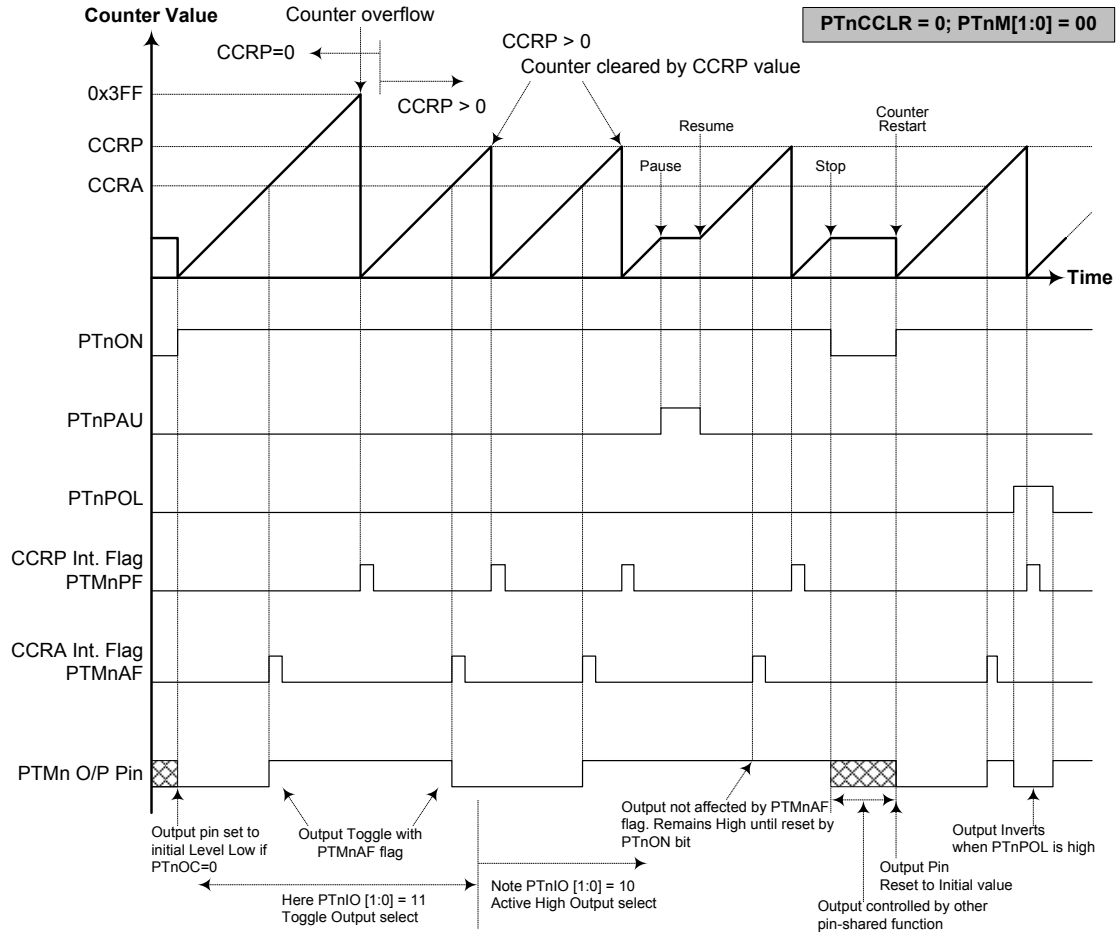 Counter Value
Counter overflow
PTnCCLR = 0; PTnM[1:0] = 00
CCRP=0
CCRP > 0
CCRP > 0
Counter cleared by CCRP value
0x3FF
CCRP
CCRA
Pause
Resume
Stop
Counter
Restart
Time
PTnON
PTnPAU
PTnPOL
CCRP Int. Flag
PTMnPF
CCRA Int. Flag
PTMnAF
PTMn O/P Pin
Output pin set to
initial Level Low if
PTnOC=0
Output Toggle with
PTMnAF flag
Output not affected by PTMnAF
flag. Remains High until reset by
PTnON bit
Output Inverts
when PTnPOL is high
Output Pin
Reset to Initial value
Here PTnIO [1:0] = 11
Toggle Output select
Note PTnIO [1:0] = 10
Active High Output select
Output controlled by other
pin-shared function